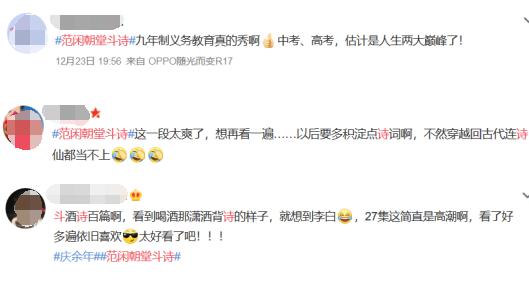 #范闲朝堂斗诗#九年制义务教育真的秀啊👍 中考、高考，估计是人生两大巅峰了！
12月23日 19:56 来自 OPPO随光而变R17
#范闲朝堂斗诗#这一段太爽了，想再看一遍……以后要多积淀点诗词啊，不然穿越回古代连诗
仙都当不上🤣🤣🤣
斗酒诗百篇啊，看到喝酒那潇洒背诗的样子，就想到李白😂，27集这简直是高潮啊，看了好
多遍依旧喜欢😎太好看了吧！！！
#庆余年##范闲朝堂斗诗#